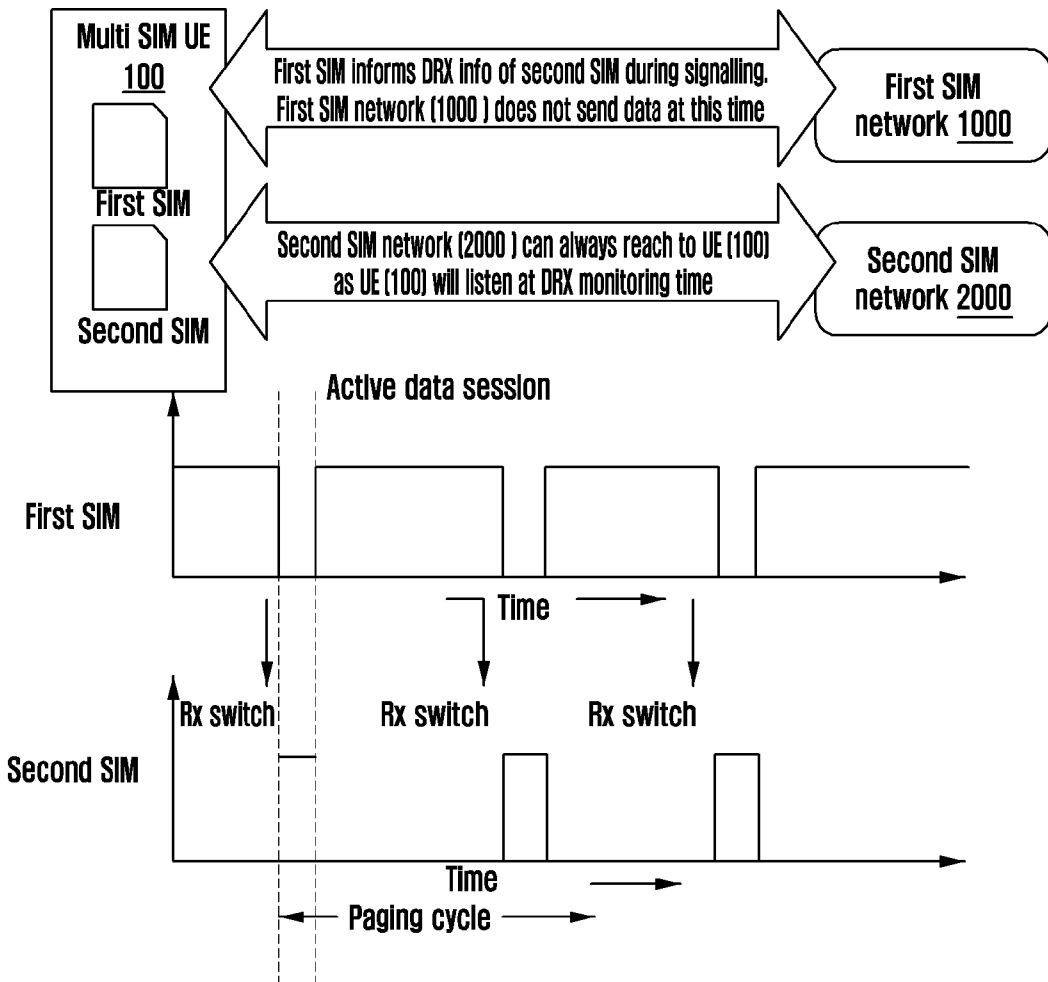 Multi SIM UE
100
First SIM
Second SIM
First SIM informs DRX info of second SIM during signalling.
First SIM network (1000 ) does not send data at this time
First SIM
network 1000
Second SIM network (2000 ) can always reach to UE (100)
as UE (100) will listen at DRX monitoring time
Second SIM
network 2000
Active data session
First SIM
Time
Rx switch
Rx switch
Rx switch
Second SIM
Time
Paging cycle